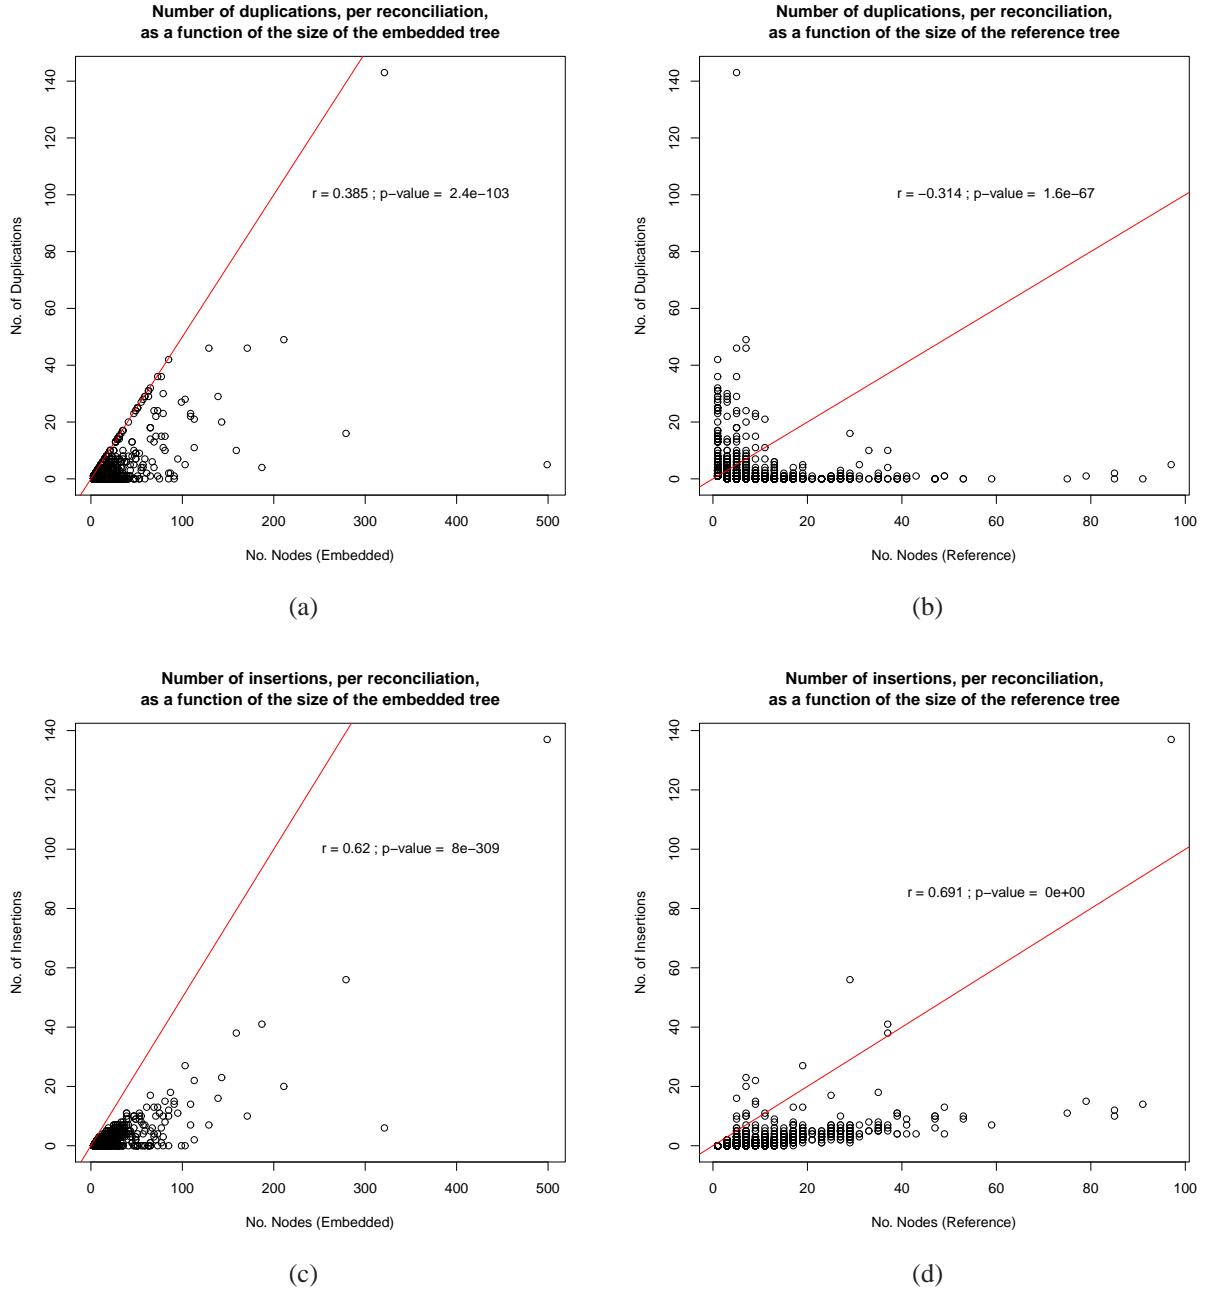 Number of duplications, per reconciliation,
as a function of the size of the embedded tree
140
120
100
80
60
40
20
0
No. of Duplications
r = 0.385 ; p−value = 2.4e−103
0 100 200 300 400 500
No. Nodes (Embedded)
(a)
Number of duplications, per reconciliation,
as a function of the size of the reference tree
140
120
100
80
60
40
20
0
No. of Duplications
r = −0.314 ; p−value = 1.6e−67
0 20 40 60 80 100
No. Nodes (Reference)
(b)
Number of insertions, per reconciliation,
as a function of the size of the embedded tree
140
120
100
80
60
40
20
0
No. of Insertions
r = 0.62 ; p−value = 8e−309
0 100 200 300 400 500
No. Nodes (Embedded)
(c)
Number of insertions, per reconciliation,
as a function of the size of the reference tree
140
120
100
80
60
40
20
0
No. of Insertions
r = 0.691 ; p−value = 0e+00
0 20 40 60 80 100
No. Nodes (Reference)
(d)